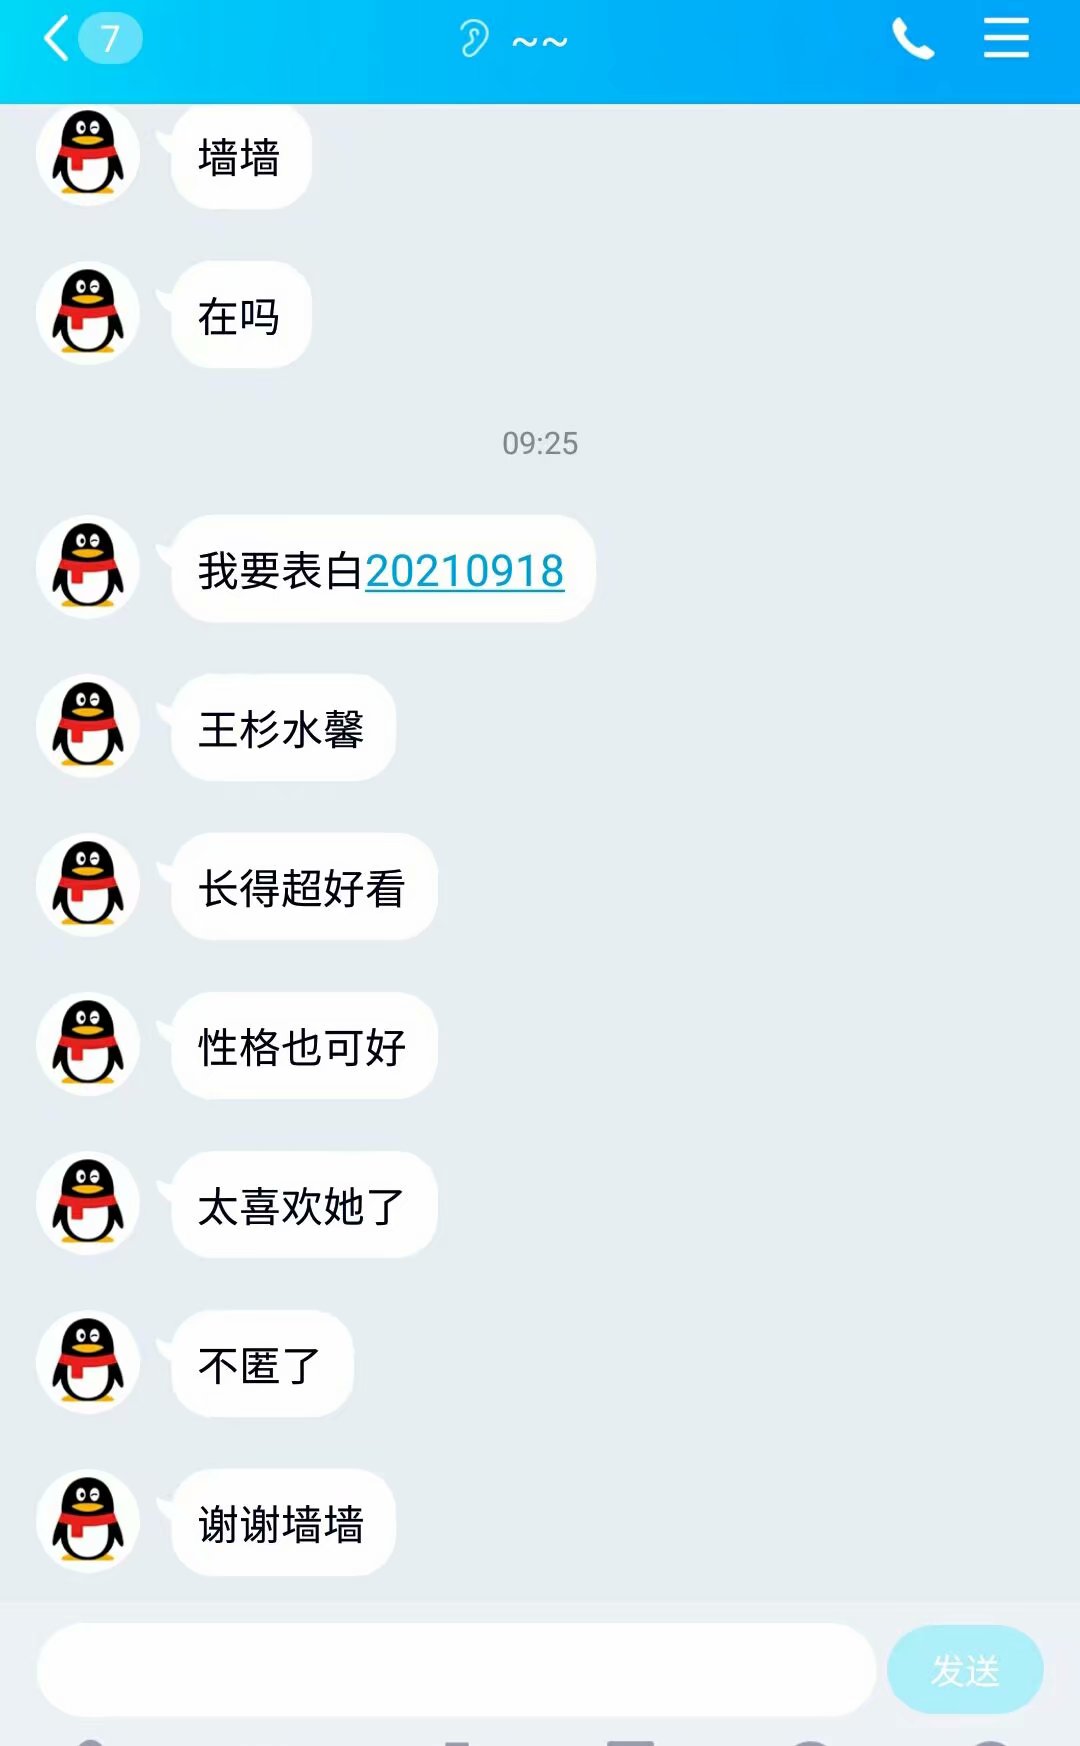 7
~~
墙墙
在吗
09:25
我要表白20210918
王杉水馨
长得超好看
性格也可好
太喜欢她了
不匿了
谢谢墙墙
发送